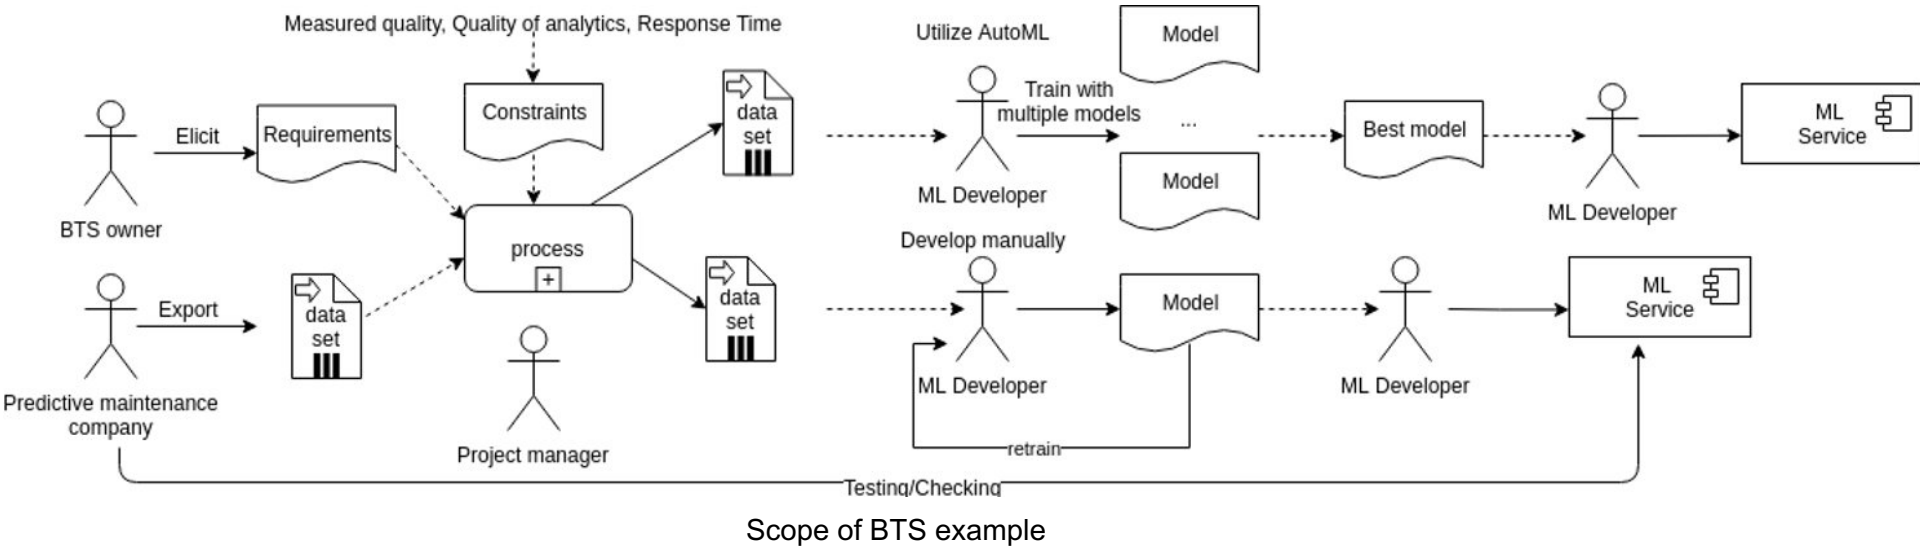 Measured quality, Quality of analytics, Response Time
Elicit
Requirements
BTS owner
Export
data
set
Predictive maintenance
company
Constraints
process
+
Project manager
data
set
data
set
Utilize AutoML
Train with
multiple models
ML Developer
Model
...
Model
Best model
ML Developer
ML
Service
Develop manually
ML Developer
Model
retrain
ML Developer
ML
Service
Testing/Checking
Scope of BTS example